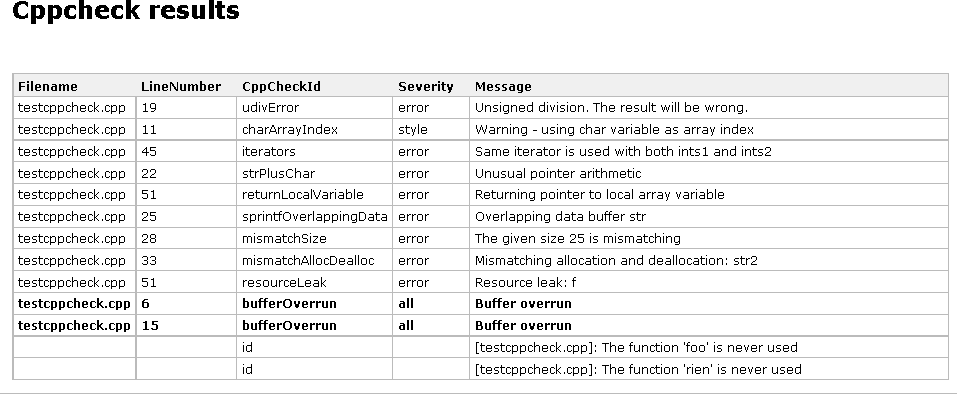 Cppcheck results
Filename LineNumber CppCheckId Severity Message
testcppcheck.cpp 19 udivError error Unsigned division. The result will be wrong.
testcppcheck.cpp 11 charArrayIndex style Warning - using char variable as array index
testcppcheck.cpp 45 iterators error Same iterator is used with both ints1 and ints2
testcppcheck.cpp 22 strPlusChar error Unusual pointer arithmetic
testcppcheck.cpp 51 returnLocalVariable error Returning pointer to local array variable
testcppcheck.cpp 25 sprintfOverlappingData error Overlapping data buffer str
testcppcheck.cpp 28 mismatchSize error The given size 25 is mismatching
testcppcheck.cpp 33 mismatchAllocDealloc error Mismatching allocation and deallocation: str2
testcppcheck.cpp 51 resourceLeak error Resource leak: f
testcppcheck.cpp 6 bufferOverrun all Buffer overrun
testcppcheck.cpp 15 bufferOverrun all Buffer overrun
id [testcppcheck.cpp]: The function 'foo' is never used
id [testcppcheck.cpp]: The function 'rien' is never used